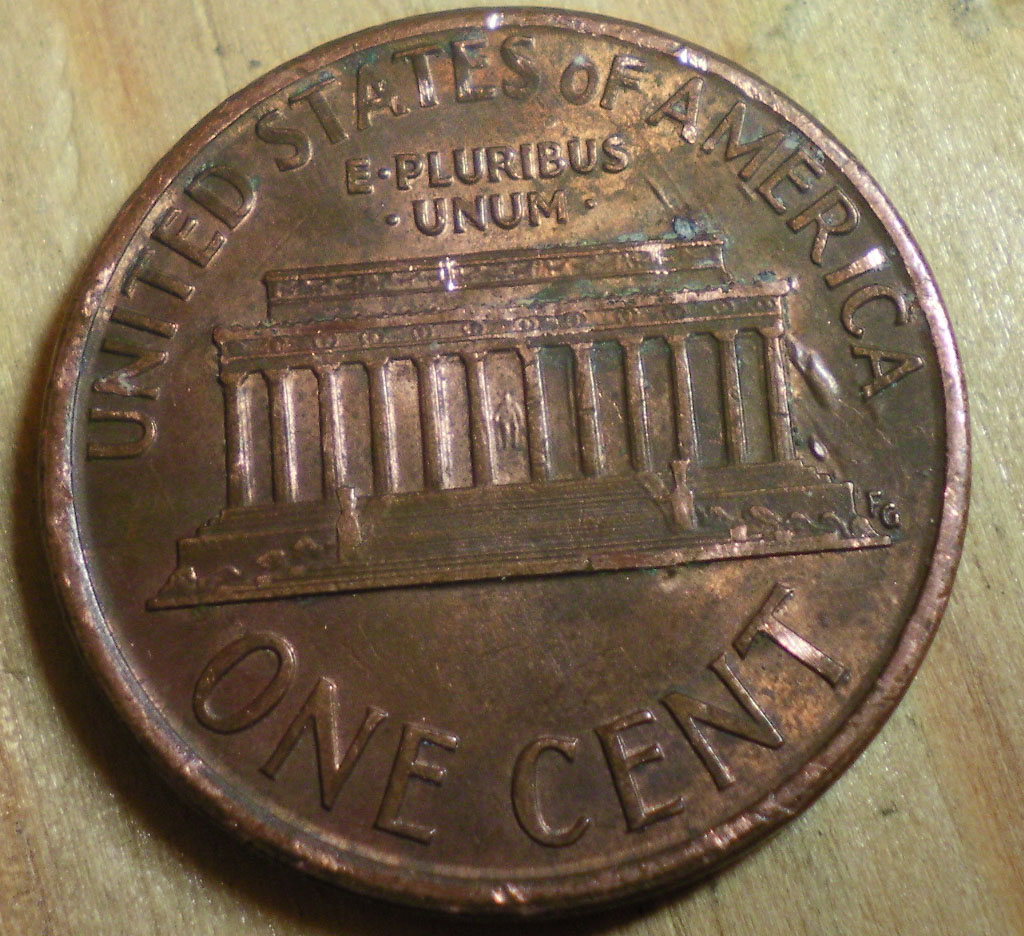 UNITED STATES OF AMERICA
E·PLURIBUS
·UNUM·
FG
ONE CENT